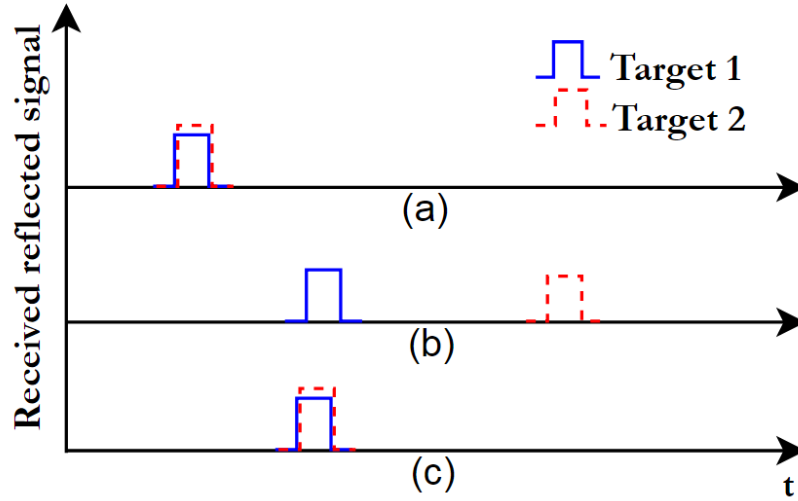 Received reflected signal
Target 1
Target 2
(a)
(b)
(c)
t